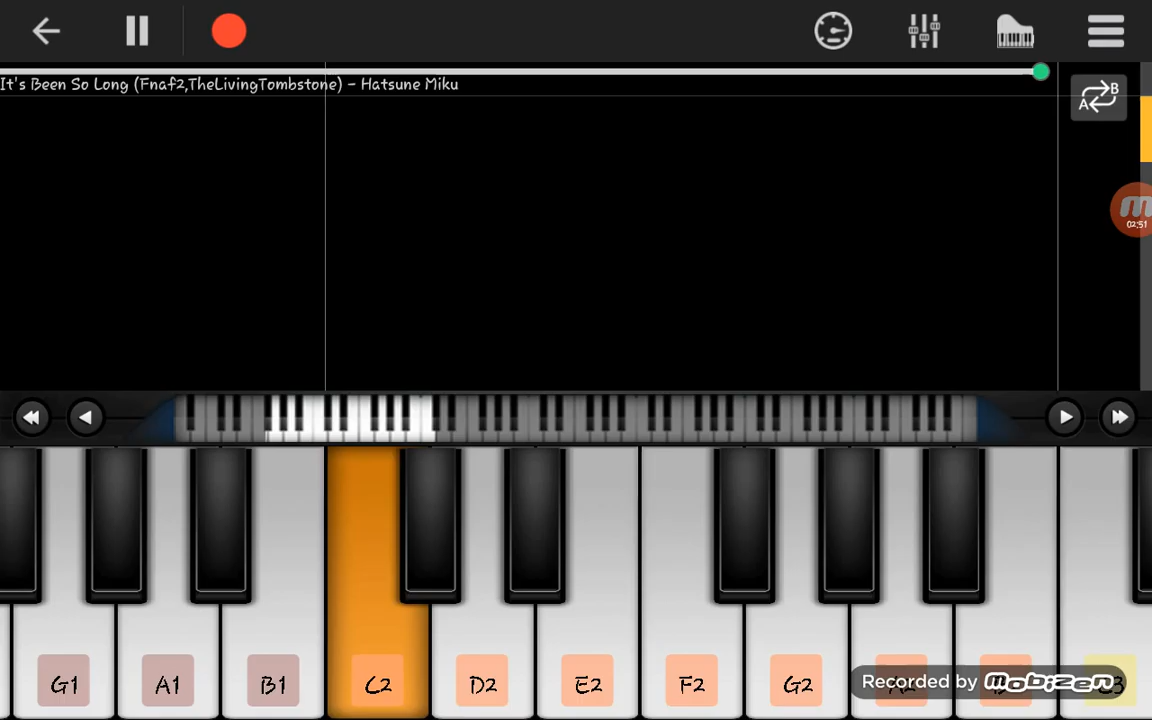 It's Been So Long (Fnaf2,TheLivingTombstone) - Hatsune Miku
A B
02:51
G1 A1 B1 C2 D2 E2 F2 G2 A2
Recorded by mobizen